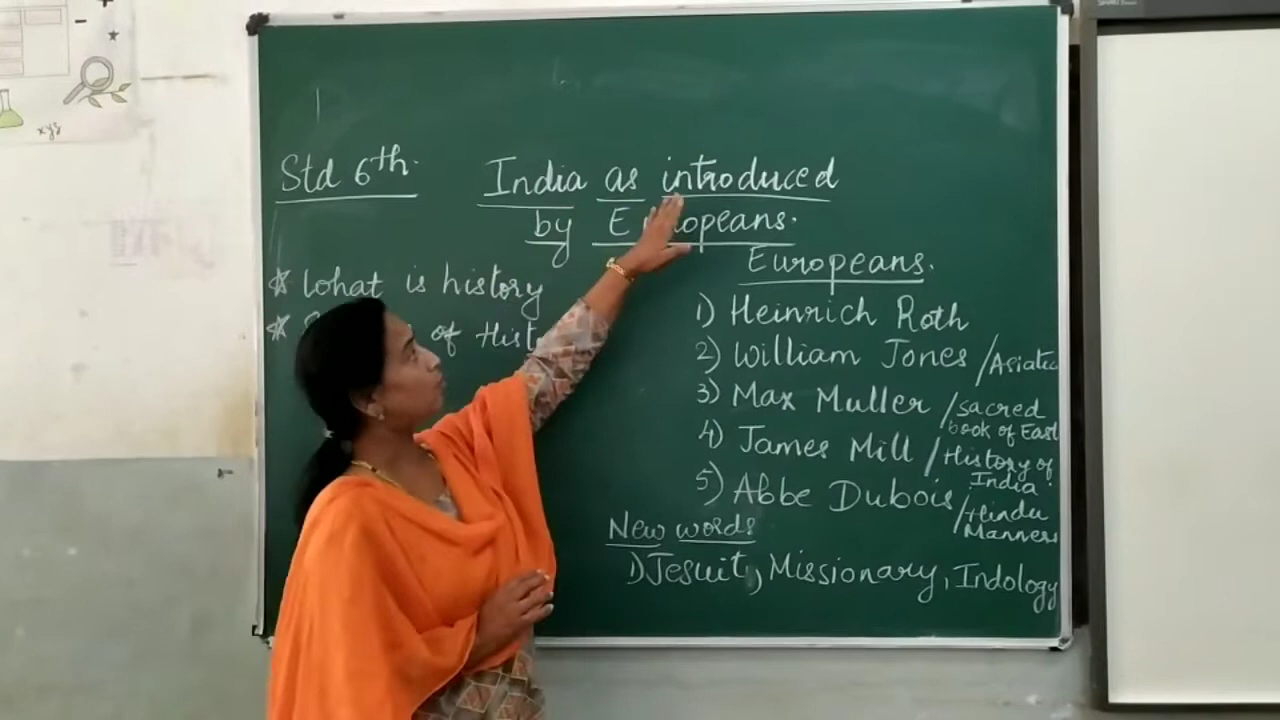 Std 6th.
India as introduced
by Europeans.
* What is history
* of Hist
Europeans.
1) Heinrich Roth
2) William Jones /Asiatic
3) Max Muller /sacred
book of East
4) James Mill /History of
India.
5) Abbe Dubois /Hindu
Manners
New words
1) Jesuit, Missionary, Indology
xyz